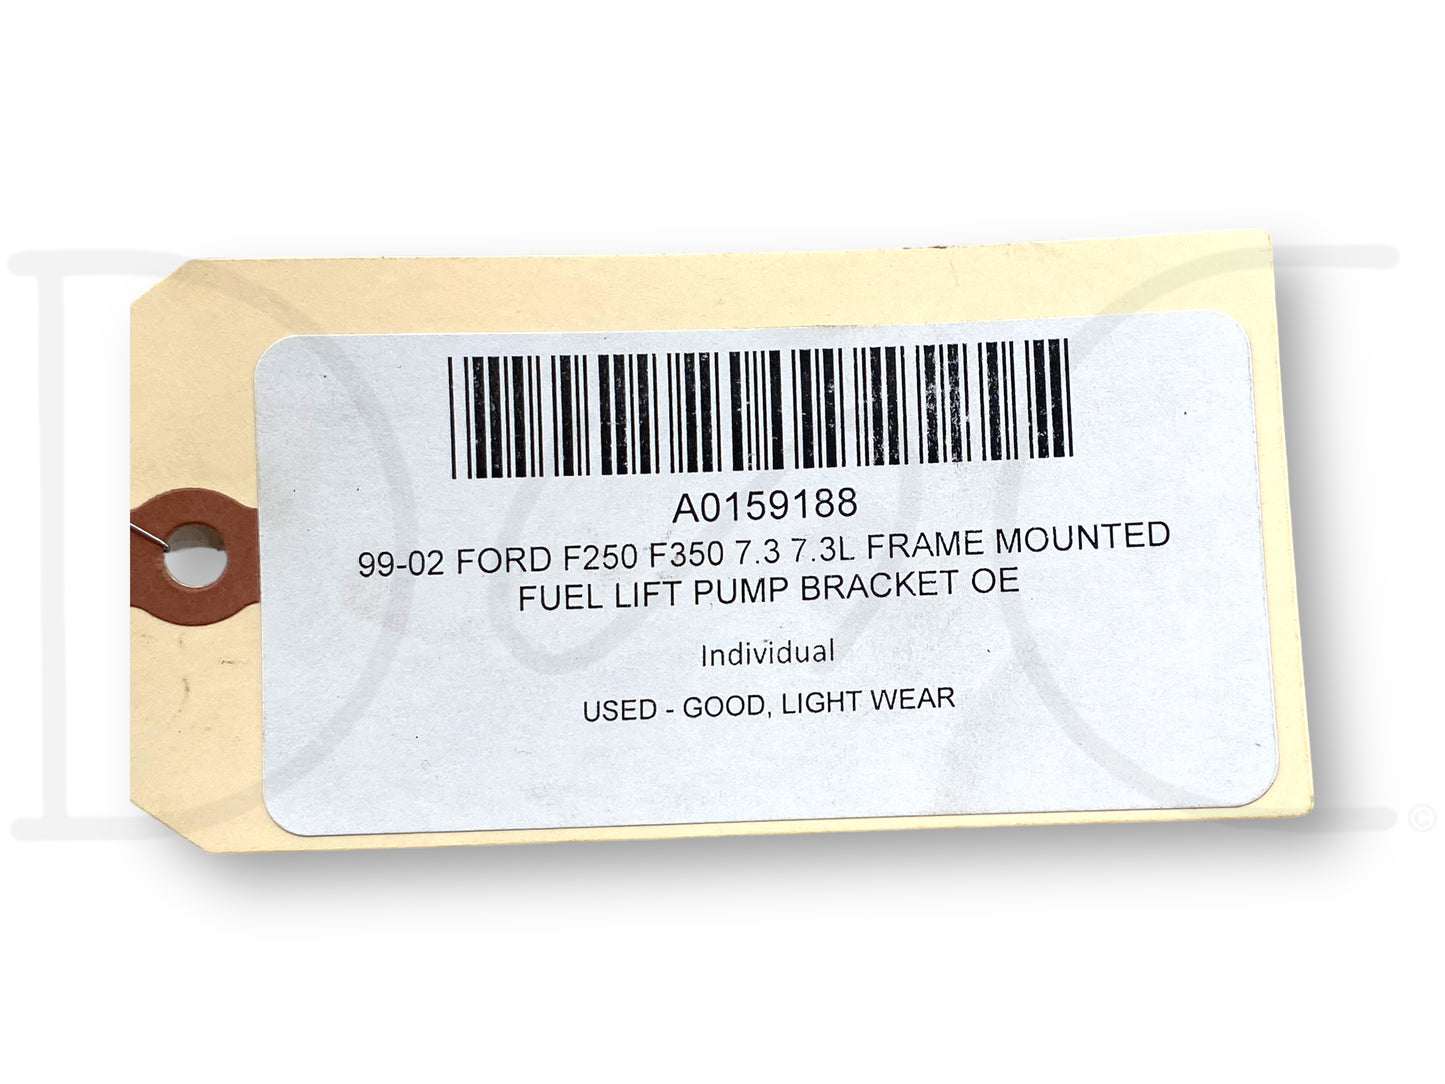 A0159188
99-02 FORD F250 F350 7.3 7.3L FRAME MOUNTED
FUEL LIFT PUMP BRACKET OE
Individual
USED - GOOD, LIGHT WEAR
©